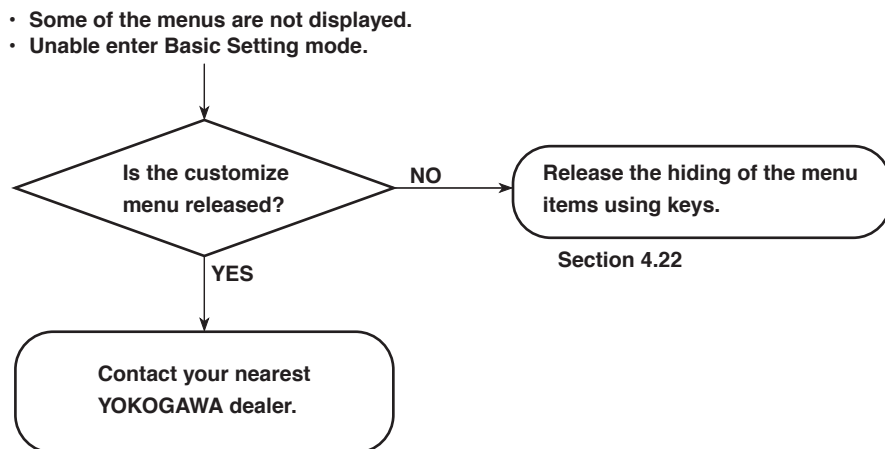 ・ Some of the menus are not displayed.
・ Unable enter Basic Setting mode.
Is the customize
menu released?
NO
Release the hiding of the menu
items using keys.
Section 4.22
YES
Contact your nearest
YOKOGAWA dealer.